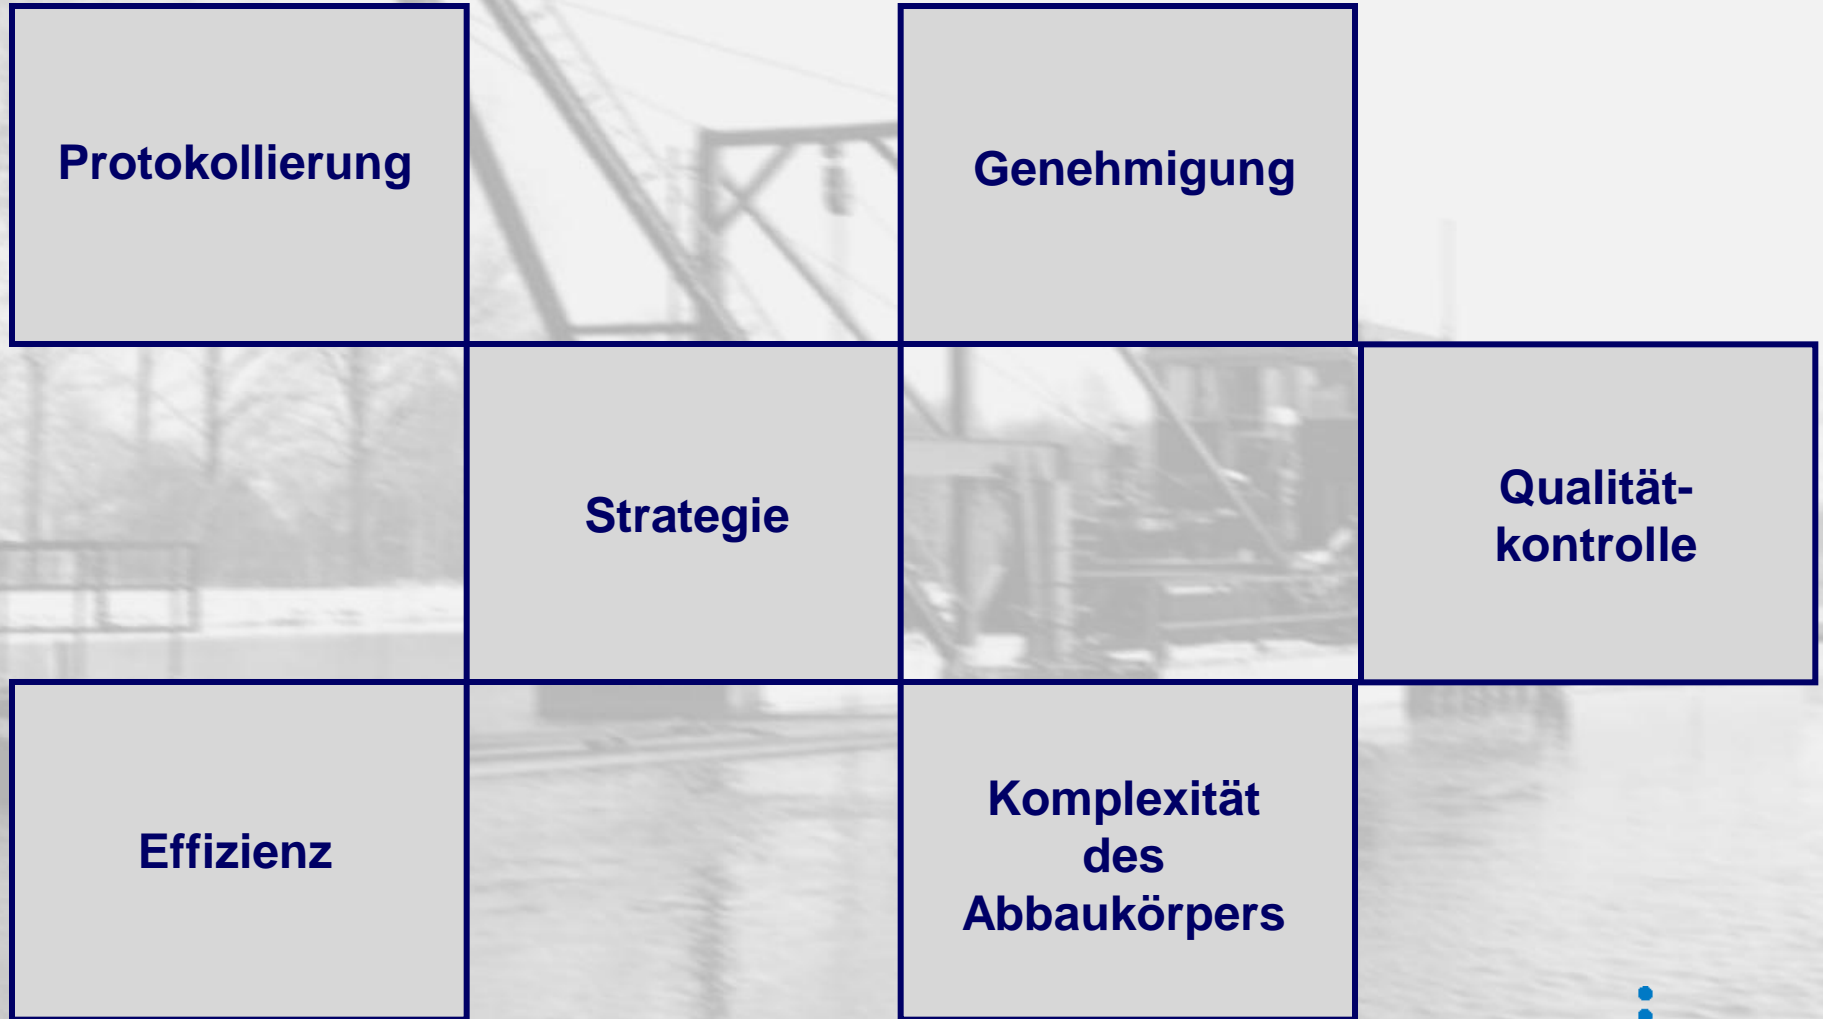 Protokollierung
Genehmigung
Strategie
Qualität-
kontrolle
Effizienz
Komplexität
des
Abbaukörpers